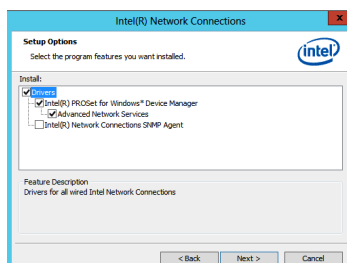 Intel(R) Network Connections
x
Setup Options
Select the program features you want installed.
intel
Install:
Drivers
Intel(R) PROSet for Windows* Device Manager
Advanced Network Services
Intel(R) Network Connections SNMP Agent
Feature Description
Drivers for all wired Intel Network Connections
< Back Next > Cancel